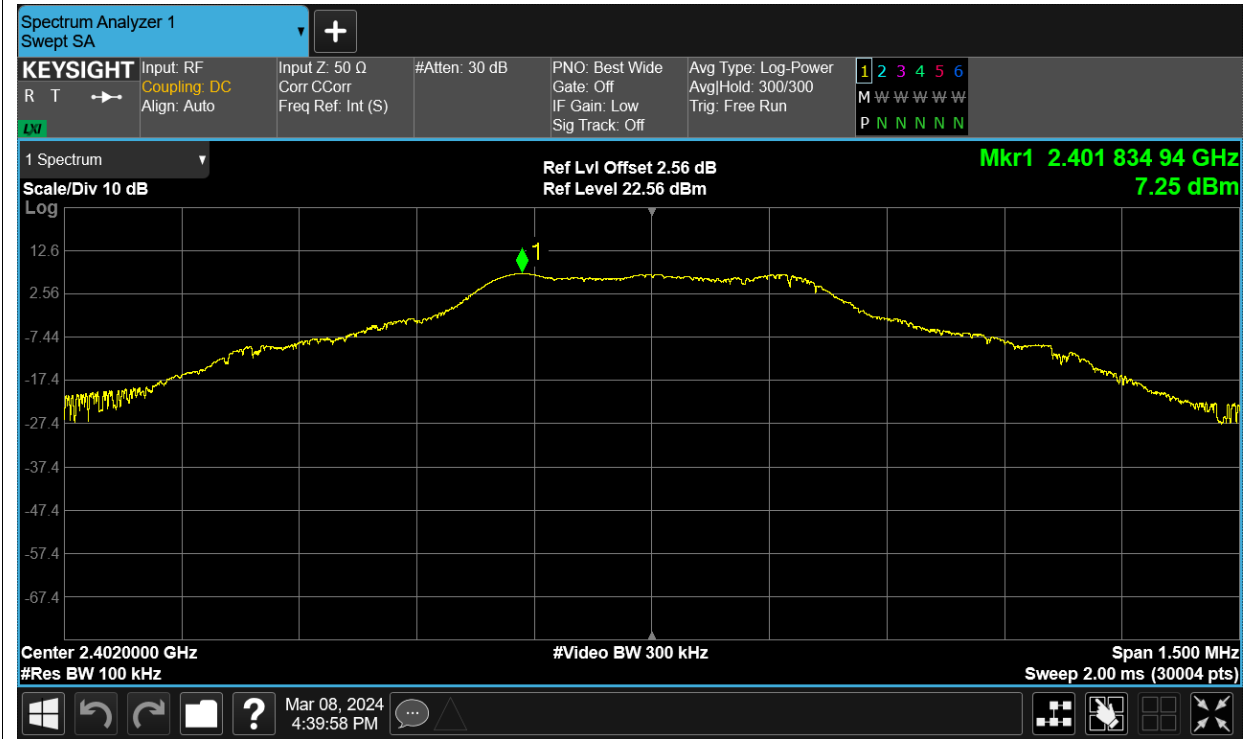 Spectrum Analyzer 1
Swept SA
+
KEYSIGHT Input: RF Input Z: 50 Ω #Atten: 30 dB PNO: Best Wide Avg Type: Log-Power 1 2 3 4 5 6
R T Coupling: DC Corr CCorr Gate: Off Avg|Hold: 300/300 M W W W W W
Align: Auto Freq Ref: Int (S) IF Gain: Low Trig: Free Run
LXI Sig Track: Off P N N N N N
1 Spectrum Ref Lvl Offset 2.56 dB Mkr1 2.401 834 94 GHz
Scale/Div 10 dB Ref Level 22.56 dBm 7.25 dBm
Log
1
12.6
2.56
-7.44
-17.4
-27.4
-37.4
-47.4
-57.4
-67.4
Center 2.4020000 GHz #Video BW 300 kHz Span 1.500 MHz
#Res BW 100 kHz Sweep 2.00 ms (30004 pts)
? Mar 08, 2024
4:39:58 PM